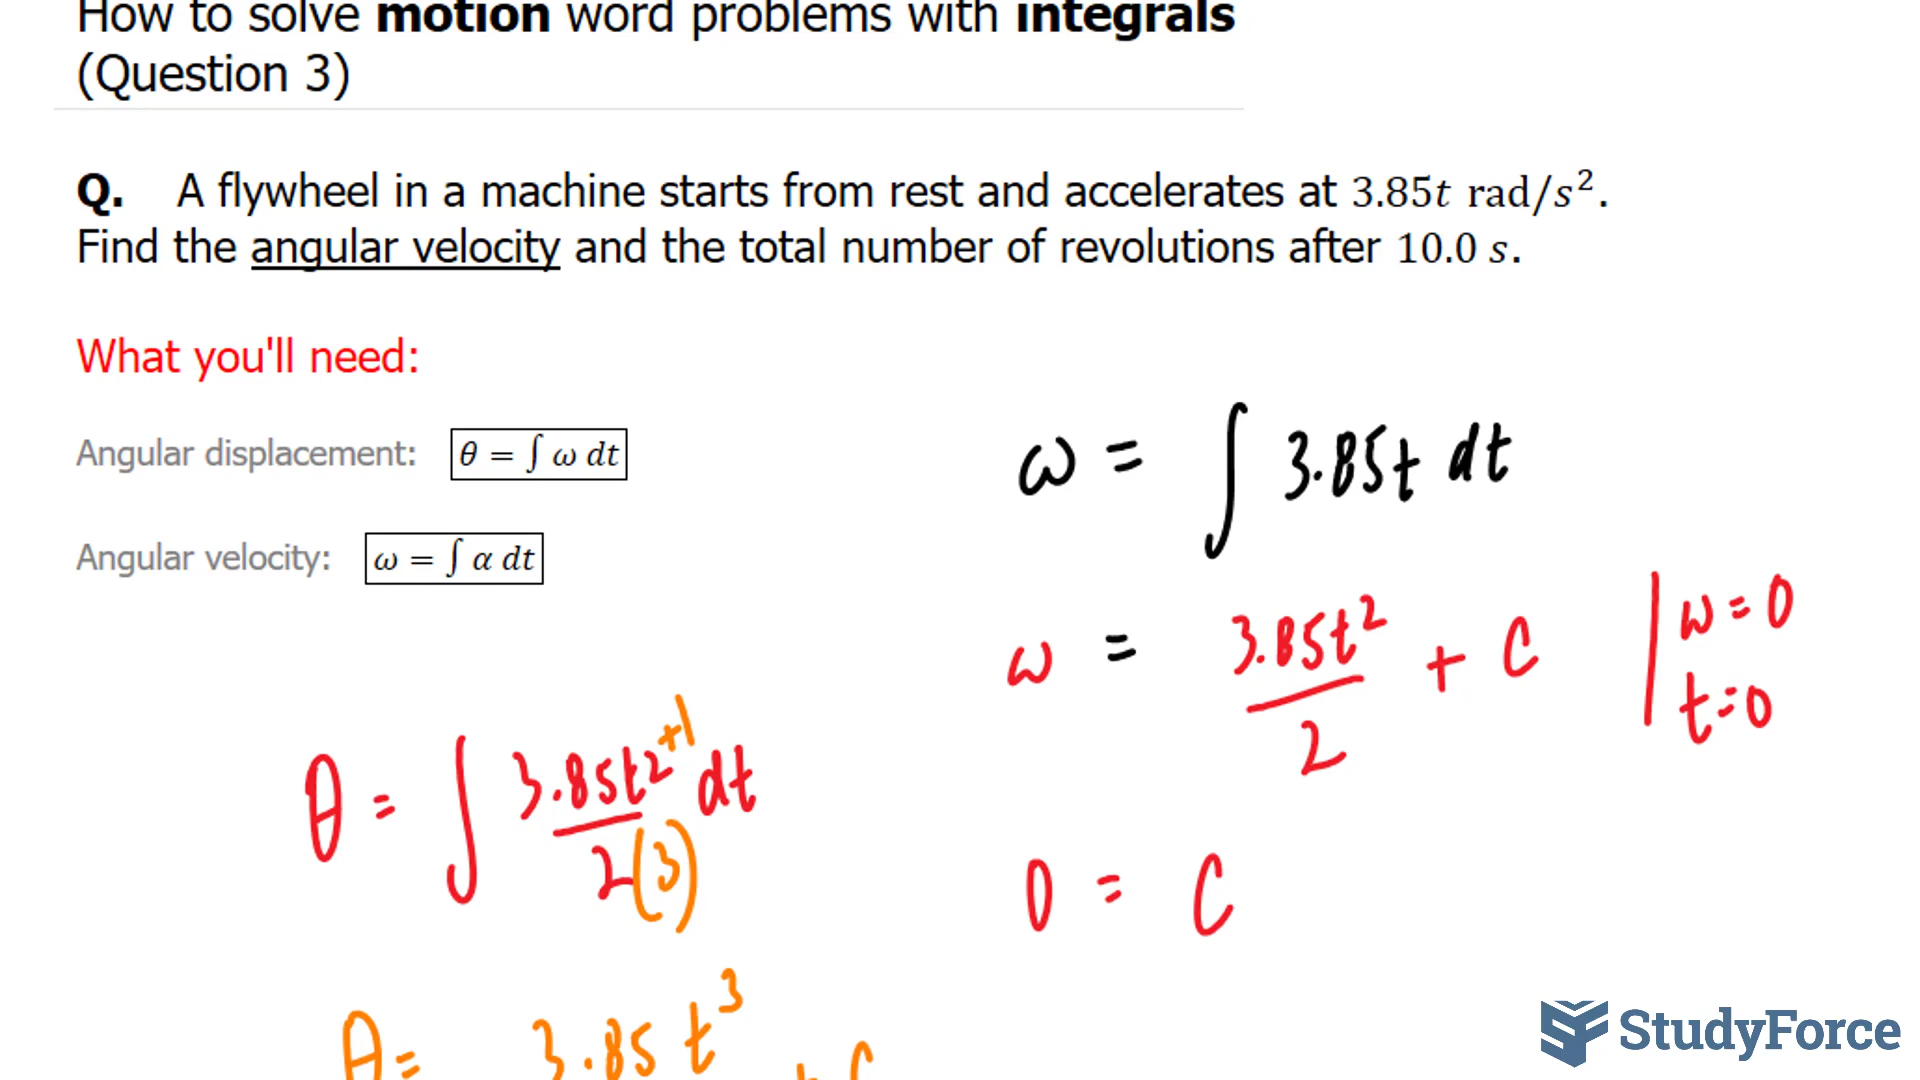 How to solve motion word problems with integrals
(Question 3)
Q. A flywheel in a machine starts from rest and accelerates at 3.85t rad/s².
Find the angular velocity and the total number of revolutions after 10.0 s.
What you'll need:
Angular displacement: θ = ∫ ω dt
Angular velocity: ω = ∫ α dt
ω = ∫ 3.85t dt
ω = 3.85t²/2 + C | ω=0 t=0
0 = C
θ = ∫ 3.85t²⁺¹/2(3) dt
θ = 3.85 t³ + C
StudyForce